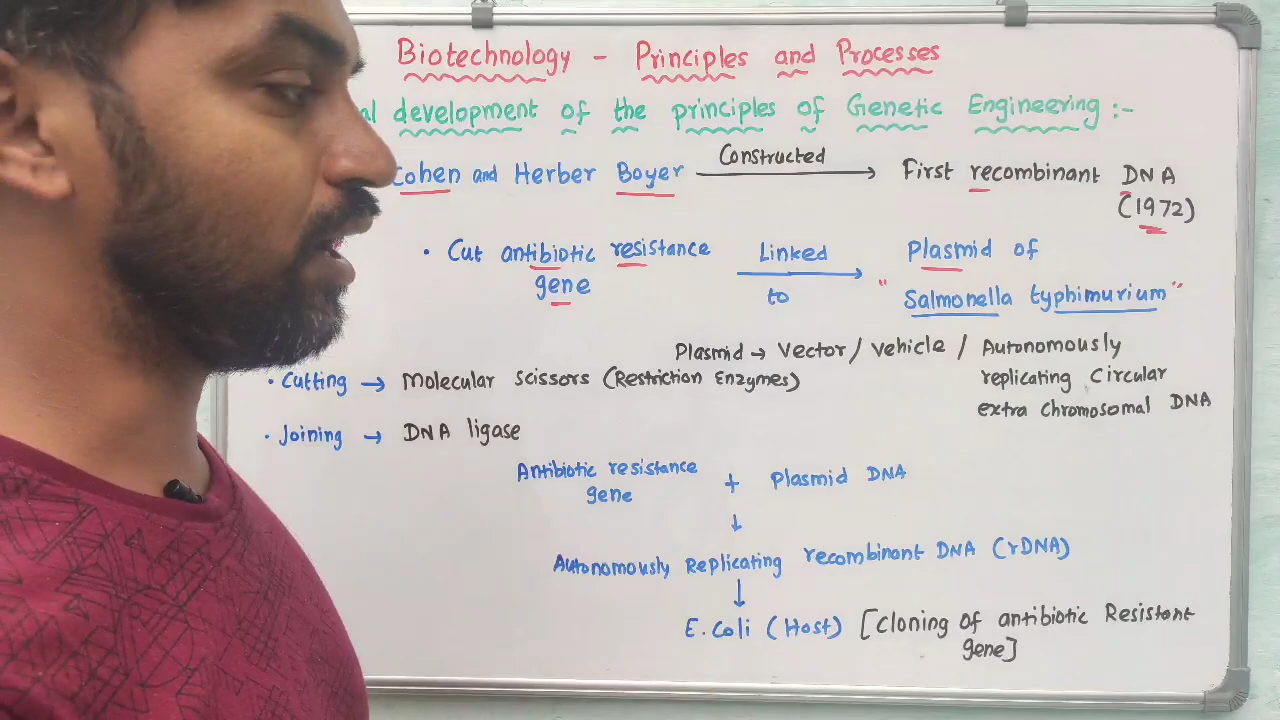 Biotechnology - Principles and Processes
al development of the principles of Genetic Engineering :-
Cohen and Herber Boyer Constructed → First recombinant DNA
(1972)
• Cut antibiotic resistance gene Linked to → Plasmid of
" Salmonella typhimurium "
Plasmid → Vector / vehicle / Autonomously
replicating Circular
extra chromosomal DNA
• Cutting → Molecular Scissors (Restriction Enzymes)
• Joining → DNA ligase
Antibiotic resistance gene + Plasmid DNA
↓
Autonomously Replicating recombinant DNA (rDNA)
↓
E.Coli (Host) [Cloning of antibiotic Resistant
gene]